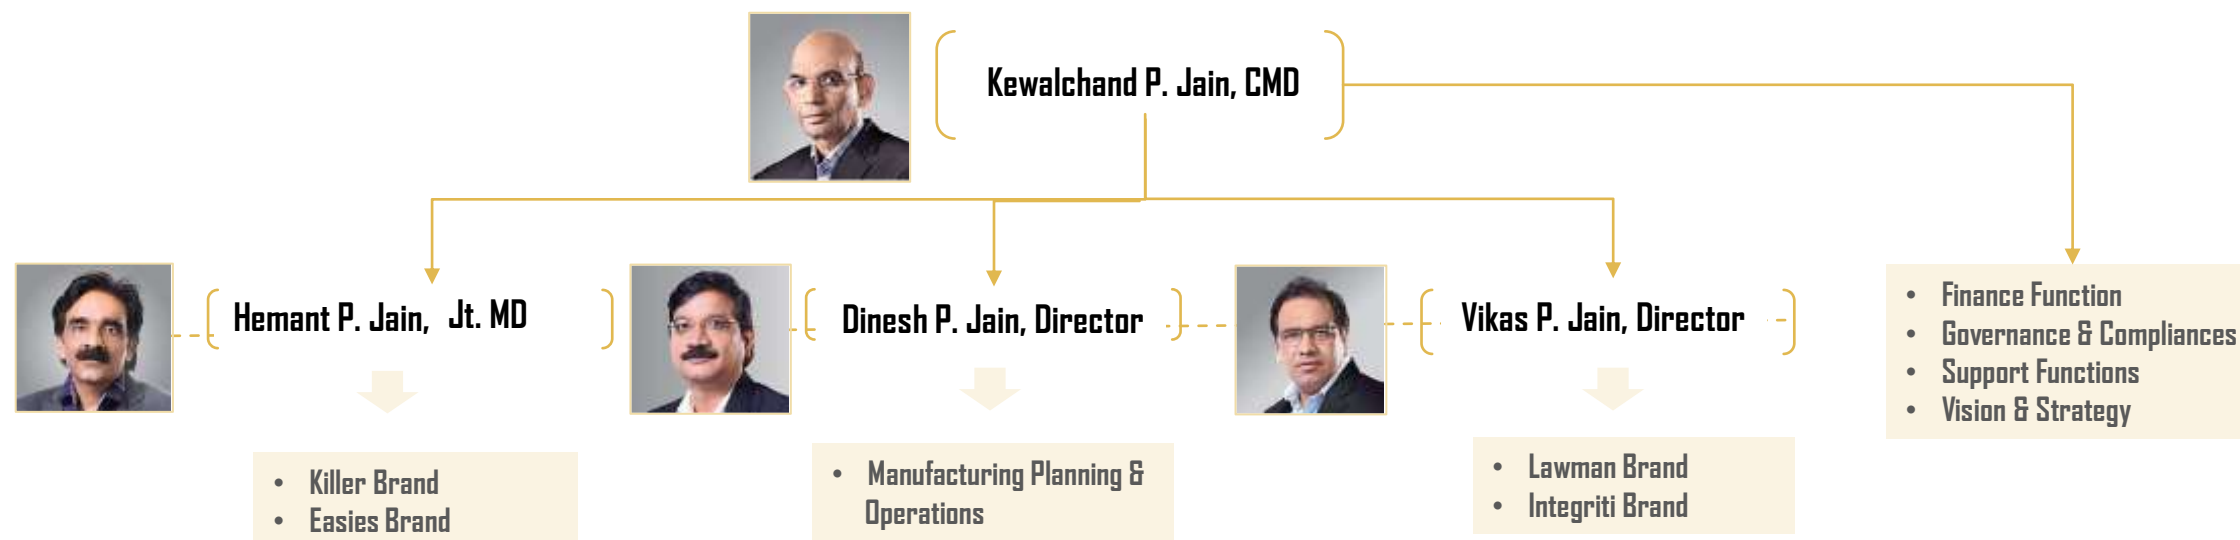 Kewalchand P. Jain, CMD
Hemant P. Jain, Jt. MD
Dinesh P. Jain, Director
Vikas P. Jain, Director
• Finance Function
• Governance & Compliances
• Support Functions
• Vision & Strategy
• Killer Brand
• Easies Brand
• Manufacturing Planning &
Operations
• Lawman Brand
• Integriti Brand